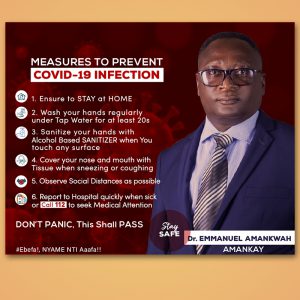 MEASURES TO PREVENT
COVID-19 INFECTION
1. Ensure to STAY at HOME
2. Wash your hands regularly
under Tap Water for at least 20s
3. Sanitize your hands with
Alcohol Based SANITIZER when You
touch any surface
4. Cover your nose and mouth with
Tissue when sneezing or coughing
5. Observe Social Distances as possible
6. Report to Hospital quickly when sick
or Call 112 to seek Medical Attention
DON'T PANIC, This Shall PASS
#Ebefa!, NYAME NTI Aaafa!!
Stay
SAFE
Dr. EMMANUEL AMANKWAH
AMANKAY